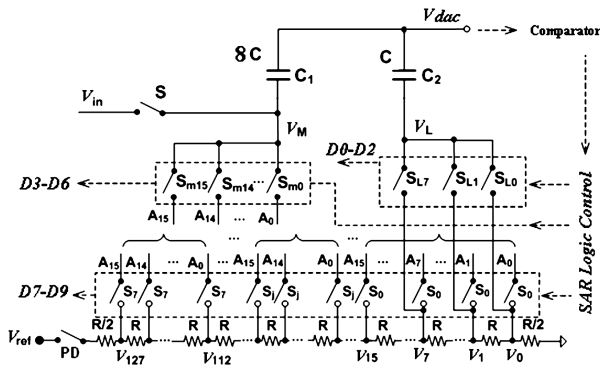 Vdac
Comparator
8C
C1
C
C2
Vin
S
VM
VL
D0-D2
D3-D6
Sm15
Sm14
...
Sm0
SL7
SL1
SL0
A15
A14
...
A0
SAR Logic Control
...
...
A15
A14
...
A0
...
A15
A14
A0
A15
...
A7
...
A1
A0
D7-D9
S7
S7
S7
Sj
Sj
Sj
S0
S0
S0
S0
Vref
PD
R/2
R
R
R
R
R
R
R
R
R/2
V127
V112
V15
V7
V1
V0